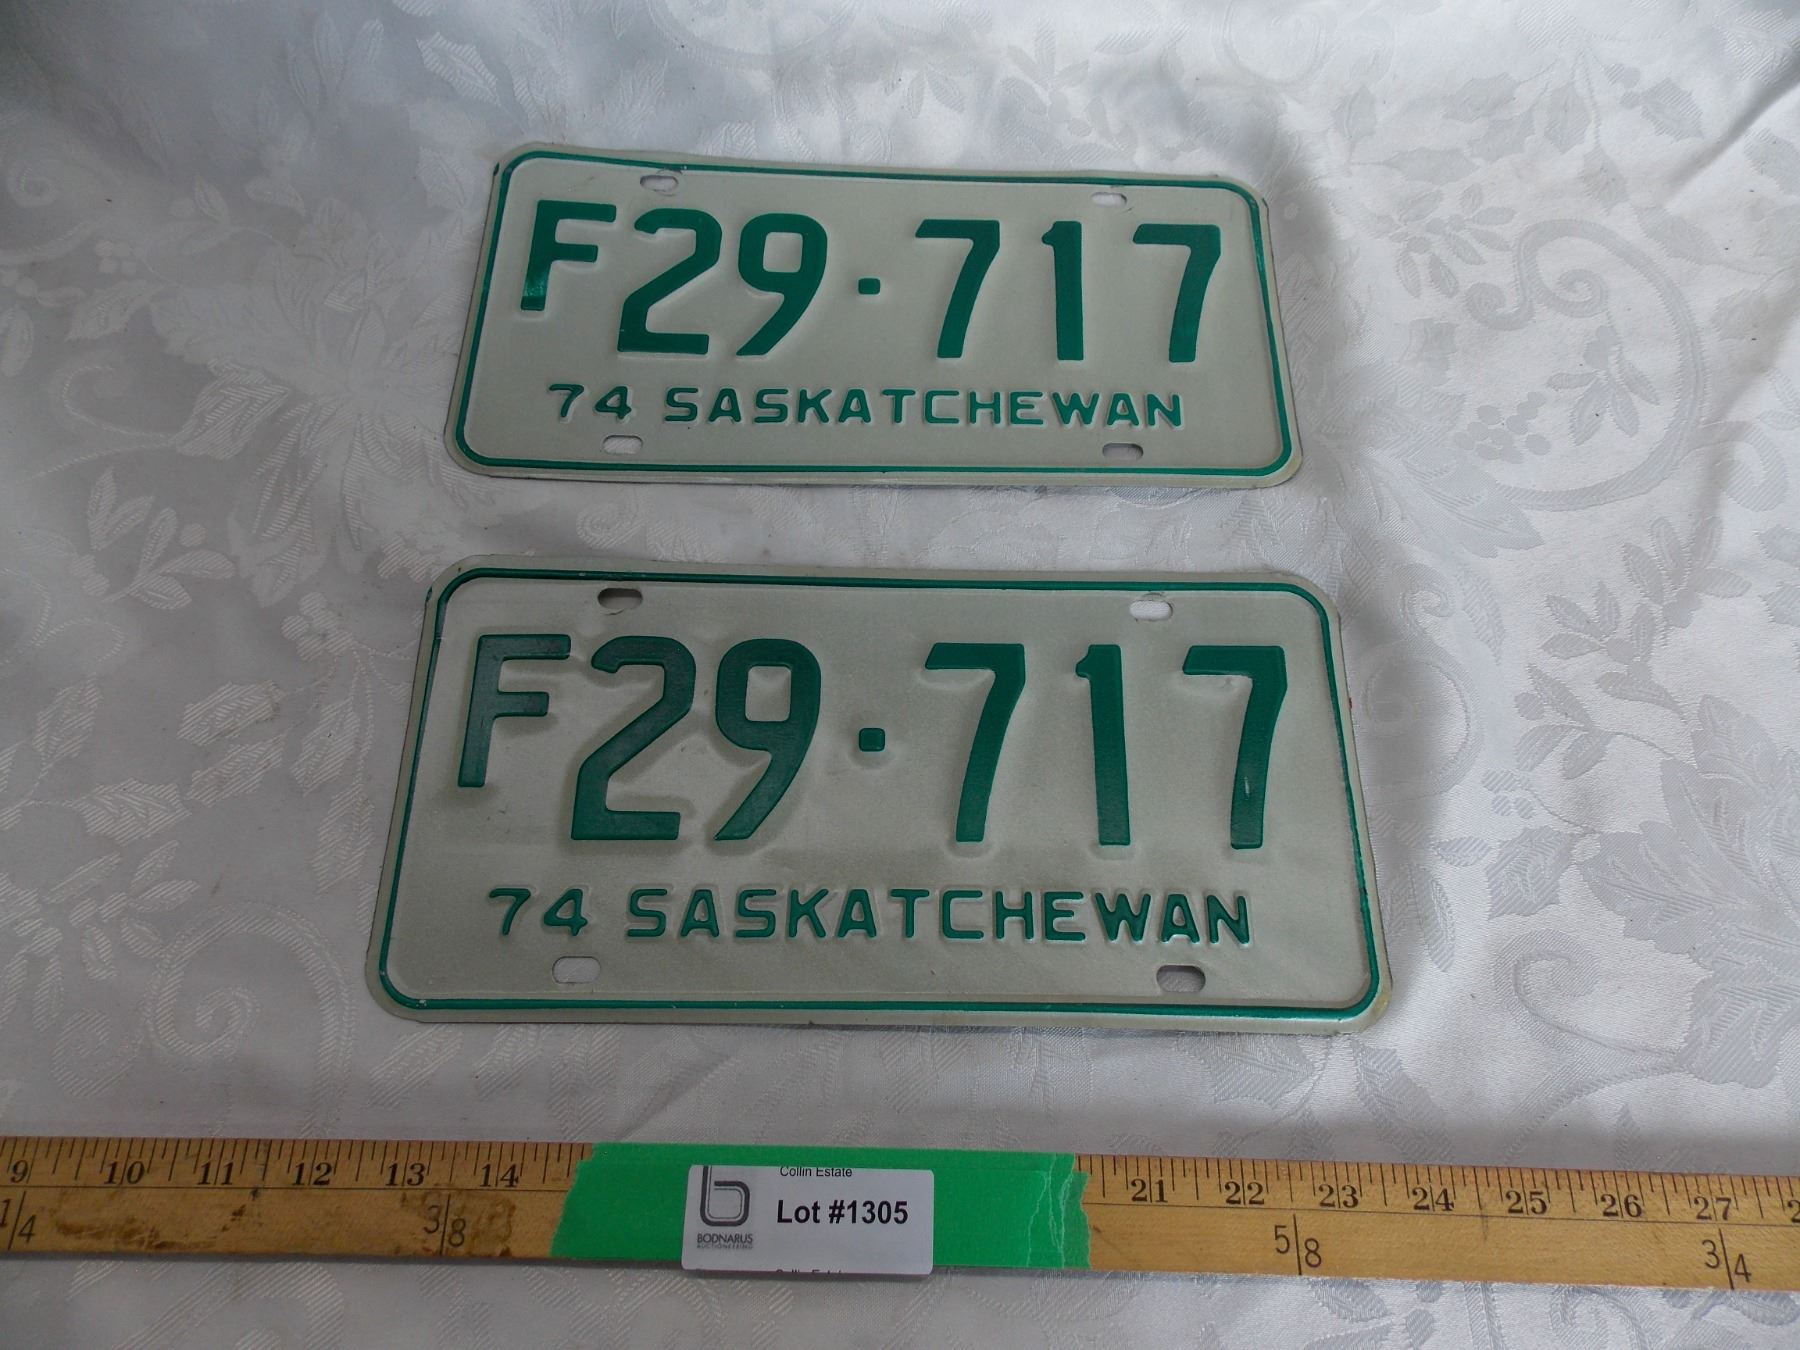 F29·717
74 SASKATCHEWAN
F29·717
74 SASKATCHEWAN
9 10 11 12 13 14 21 22 23 24 25 26 27
1/4 3/8 5/8 3/4
Collin Estate
Lot #1305
b
BODNARUS
AUCTIONEERING